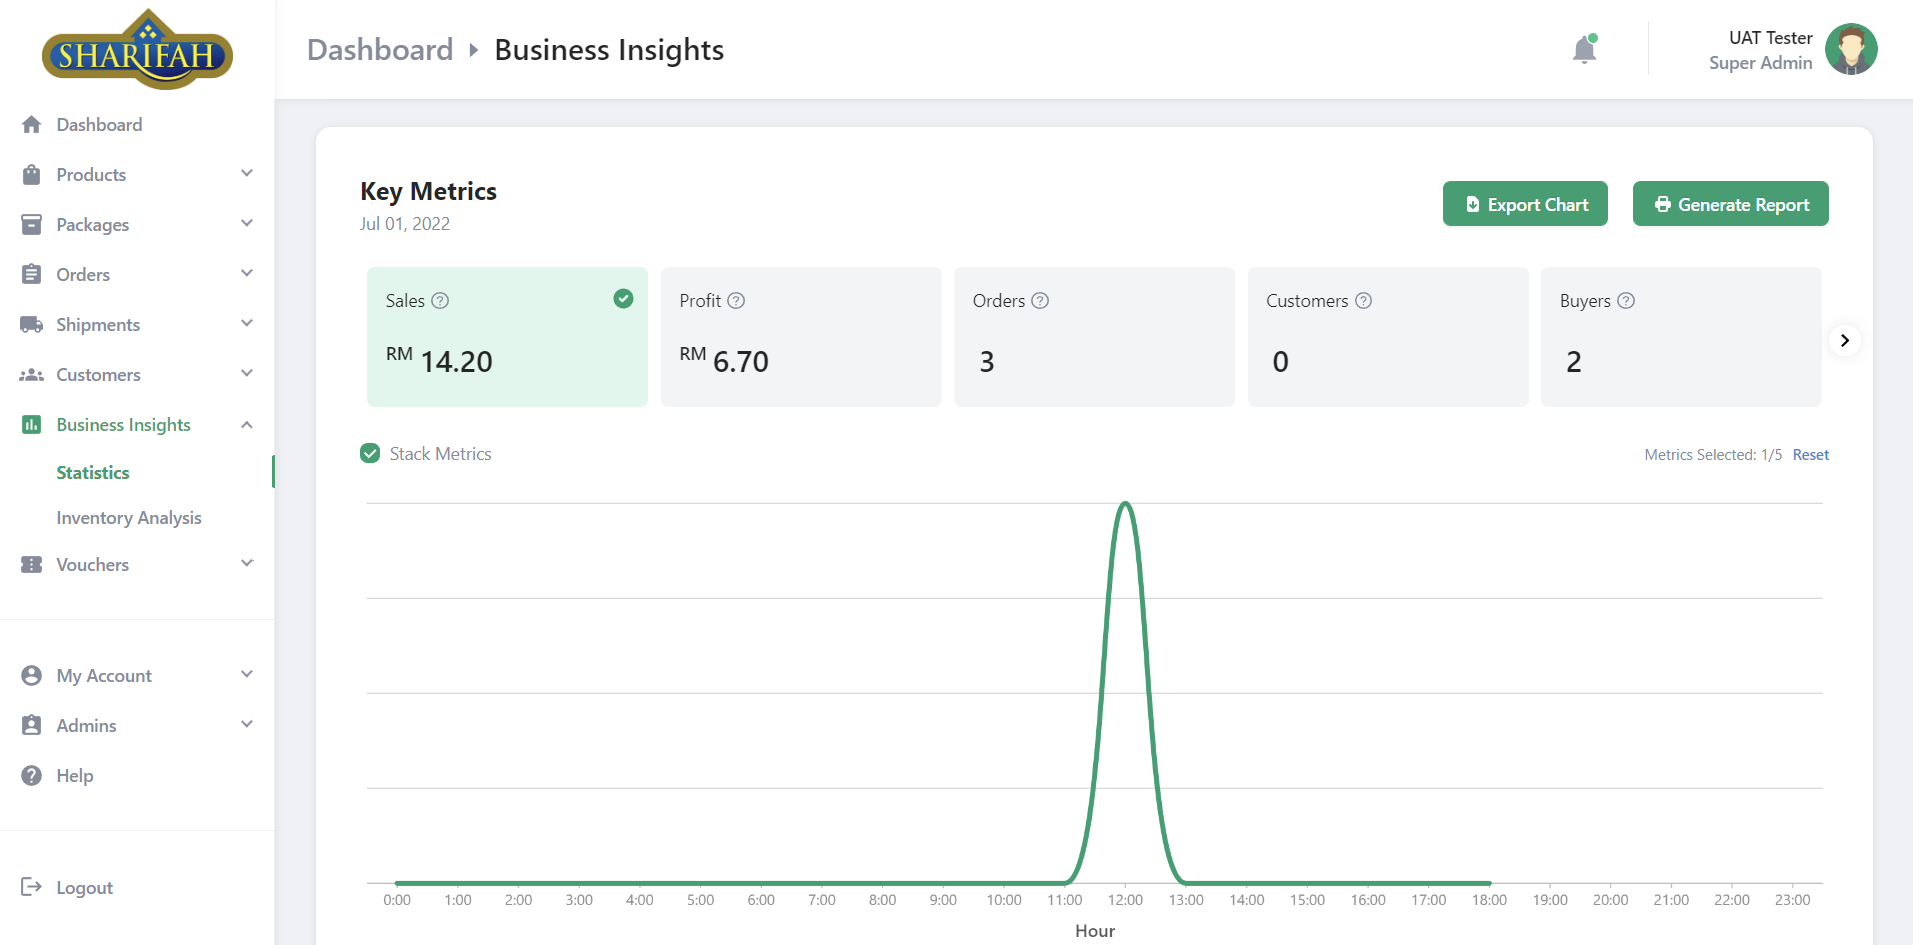 SHARIFAH
Dashboard
Products
Packages
Orders
Shipments
Customers
Business Insights
Statistics
Inventory Analysis
Vouchers
My Account
Admins
Help
Logout
Dashboard Business Insights
UAT Tester
Super Admin
Key Metrics
Jul 01, 2022
Export Chart
Generate Report
Sales
RM 14.20
Profit
RM 6.70
Orders
3
Customers
0
Buyers
2
Stack Metrics
Metrics Selected: 1/5 Reset
0:00 1:00 2:00 3:00 4:00 5:00 6:00 7:00 8:00 9:00 10:00 11:00 12:00 13:00 14:00 15:00 16:00 17:00 18:00 19:00 20:00 21:00 22:00 23:00
Hour